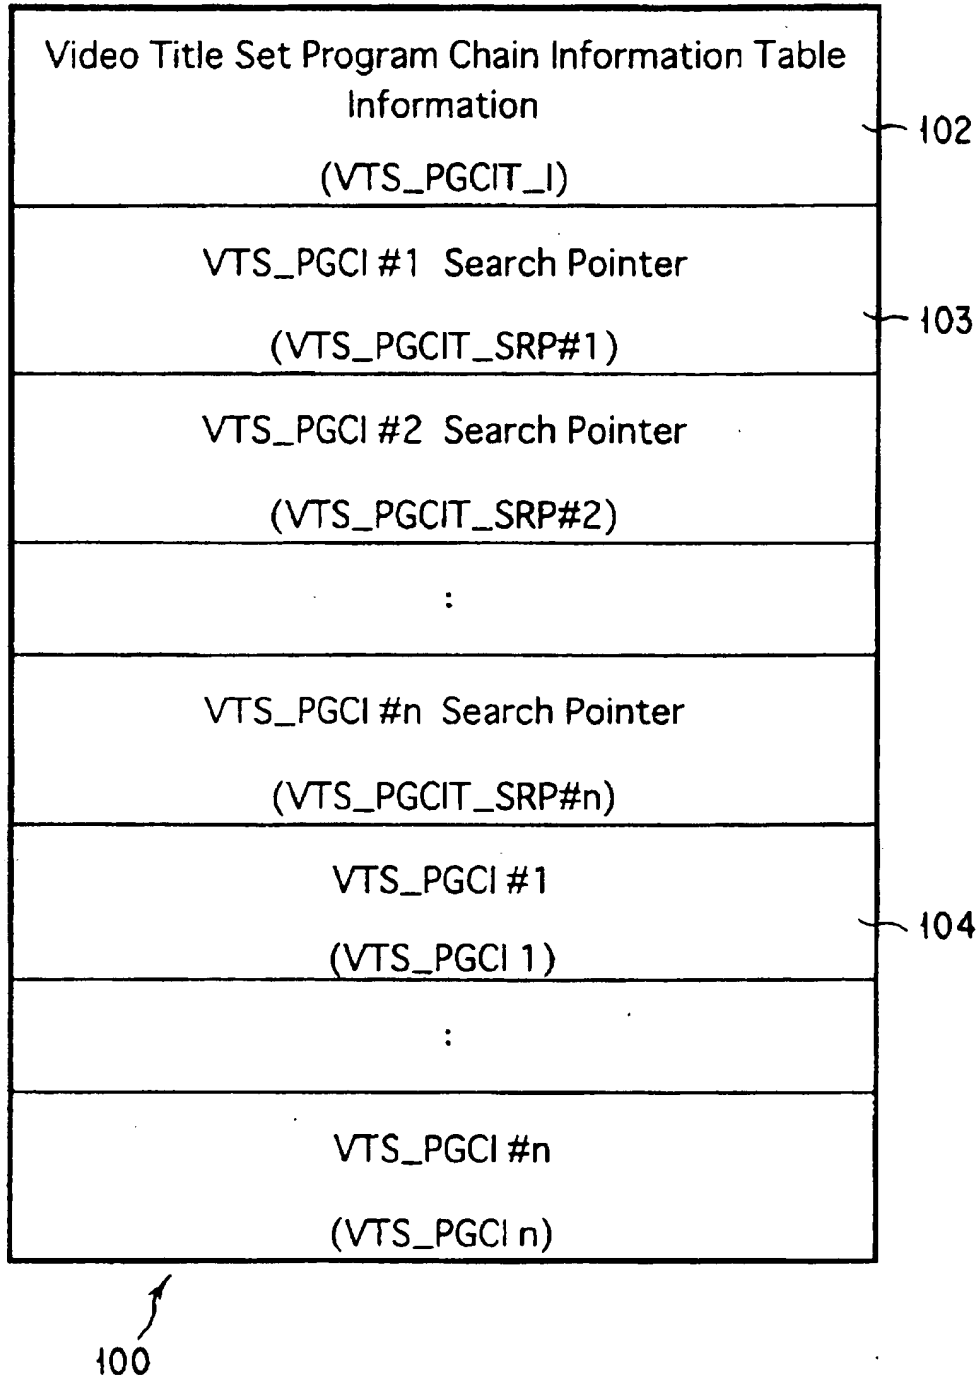 Video Title Set Program Chain Information Table
Information
(VTS_PGCIT_I)
102
VTS_PGCI #1 Search Pointer
(VTS_PGCIT_SRP#1)
103
VTS_PGCI #2 Search Pointer
(VTS_PGCIT_SRP#2)
:
VTS_PGCI #n Search Pointer
(VTS_PGCIT_SRP#n)
VTS_PGCI #1
(VTS_PGCI 1)
104
:
VTS_PGCI #n
(VTS_PGCI n)
100